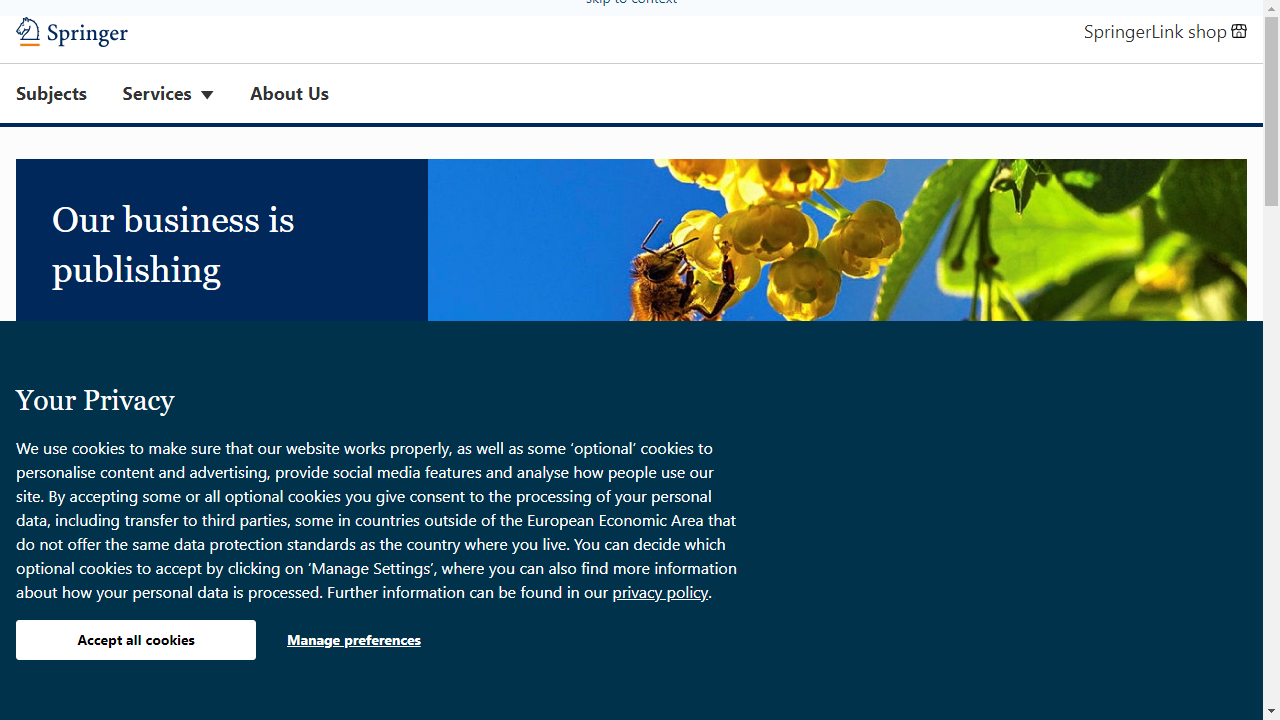 Skip to content
Springer
SpringerLink shop
Subjects
Services
About Us
Our business is
publishing
Your Privacy
We use cookies to make sure that our website works properly, as well as some ‘optional’ cookies to
personalise content and advertising, provide social media features and analyse how people use our
site. By accepting some or all optional cookies you give consent to the processing of your personal
data, including transfer to third parties, some in countries outside of the European Economic Area that
do not offer the same data protection standards as the country where you live. You can decide which
optional cookies to accept by clicking on ‘Manage Settings’, where you can also find more information
about how your personal data is processed. Further information can be found in our privacy policy.
Accept all cookies
Manage preferences